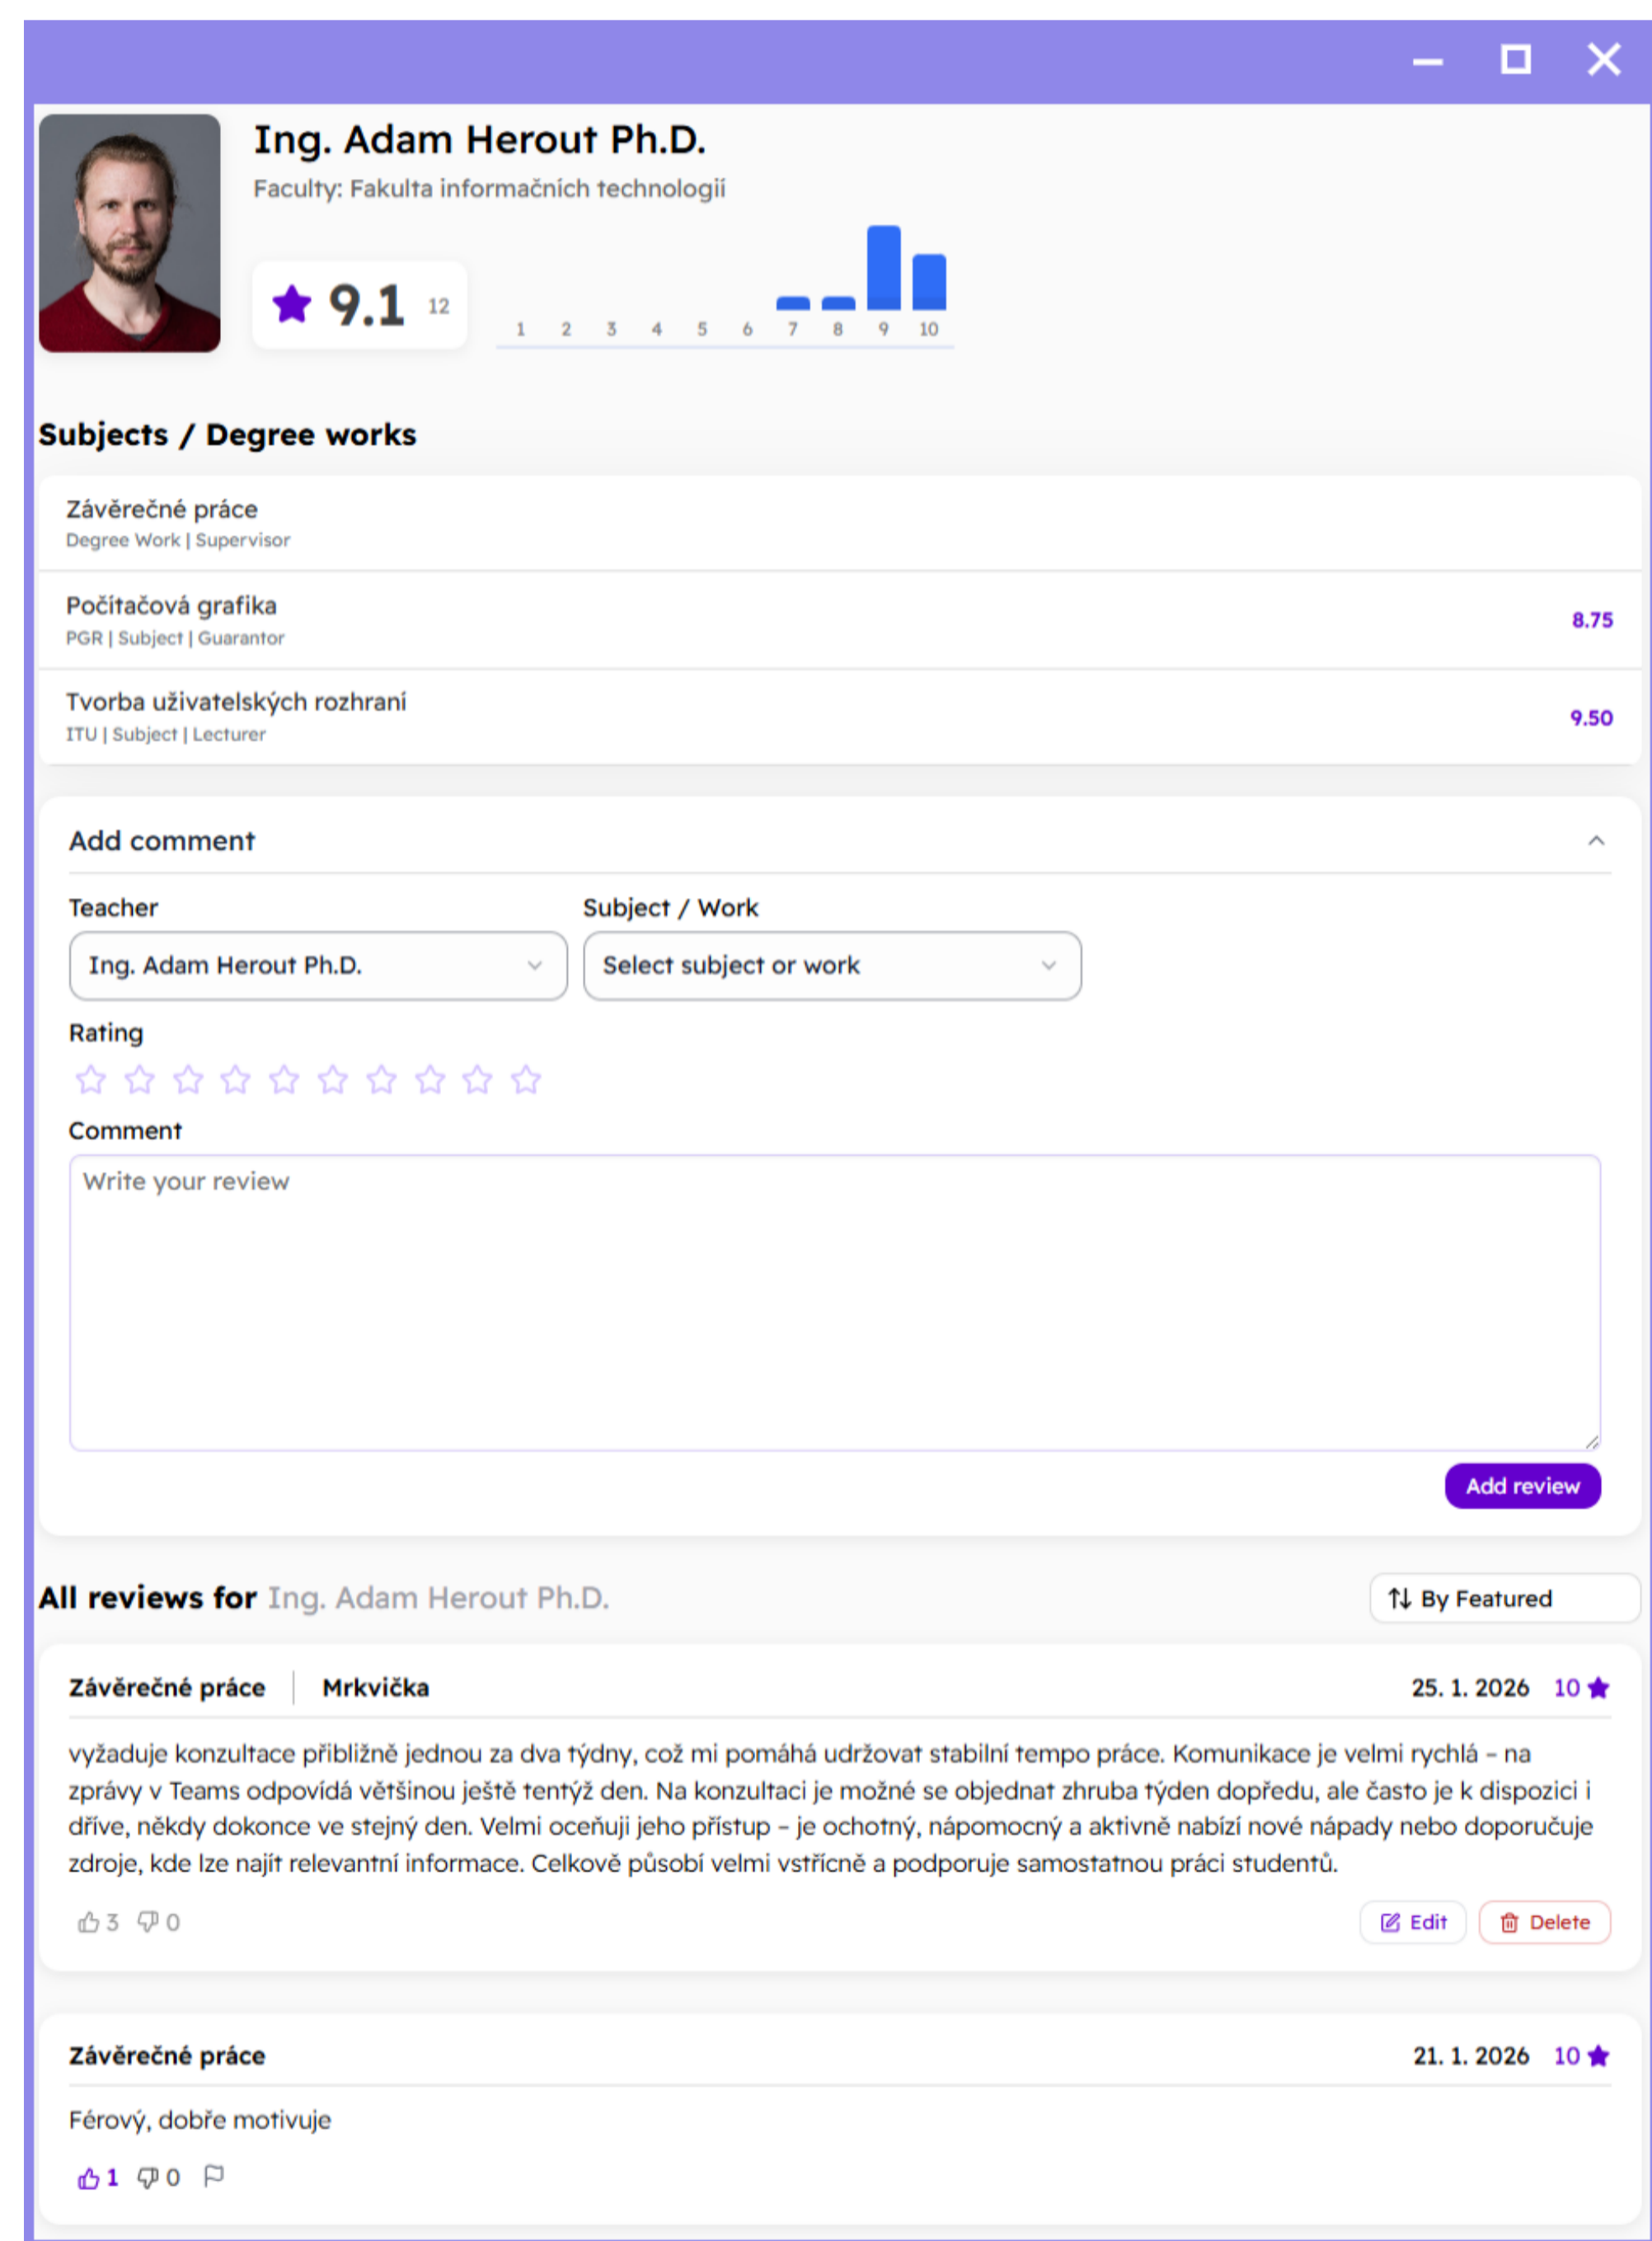 Ing. Adam Herout Ph.D.
Faculty: Fakulta informačních technologií
9.1 12
1 2 3 4 5 6 7 8 9 10
Subjects / Degree works
Závěrečné práce
Degree Work | Supervisor
Počítačová grafika
PGR | Subject | Guarantor
8.75
Tvorba uživatelských rozhraní
ITU | Subject | Lecturer
9.50
Add comment
Teacher Subject / Work
Ing. Adam Herout Ph.D. Select subject or work
Rating
Comment
Write your review
Add review
All reviews for Ing. Adam Herout Ph.D. By Featured
Závěrečné práce Mrkvička 25. 1. 2026 10
vyžaduje konzultace přibližně jednou za dva týdny, což mi pomáhá udržovat stabilní tempo práce. Komunikace je velmi rychlá – na
zprávy v Teams odpovídá většinou ještě tentýž den. Na konzultaci je možné se objednat zhruba týden dopředu, ale často je k dispozici i
dříve, někdy dokonce ve stejný den. Velmi oceňuji jeho přístup – je ochotný, nápomocný a aktivně nabízí nové nápady nebo doporučuje
zdroje, kde lze najít relevantní informace. Celkově působí velmi vstřícně a podporuje samostatnou práci studentů.
3 0 Edit Delete
Závěrečné práce 21. 1. 2026 10
Férový, dobře motivuje
1 0